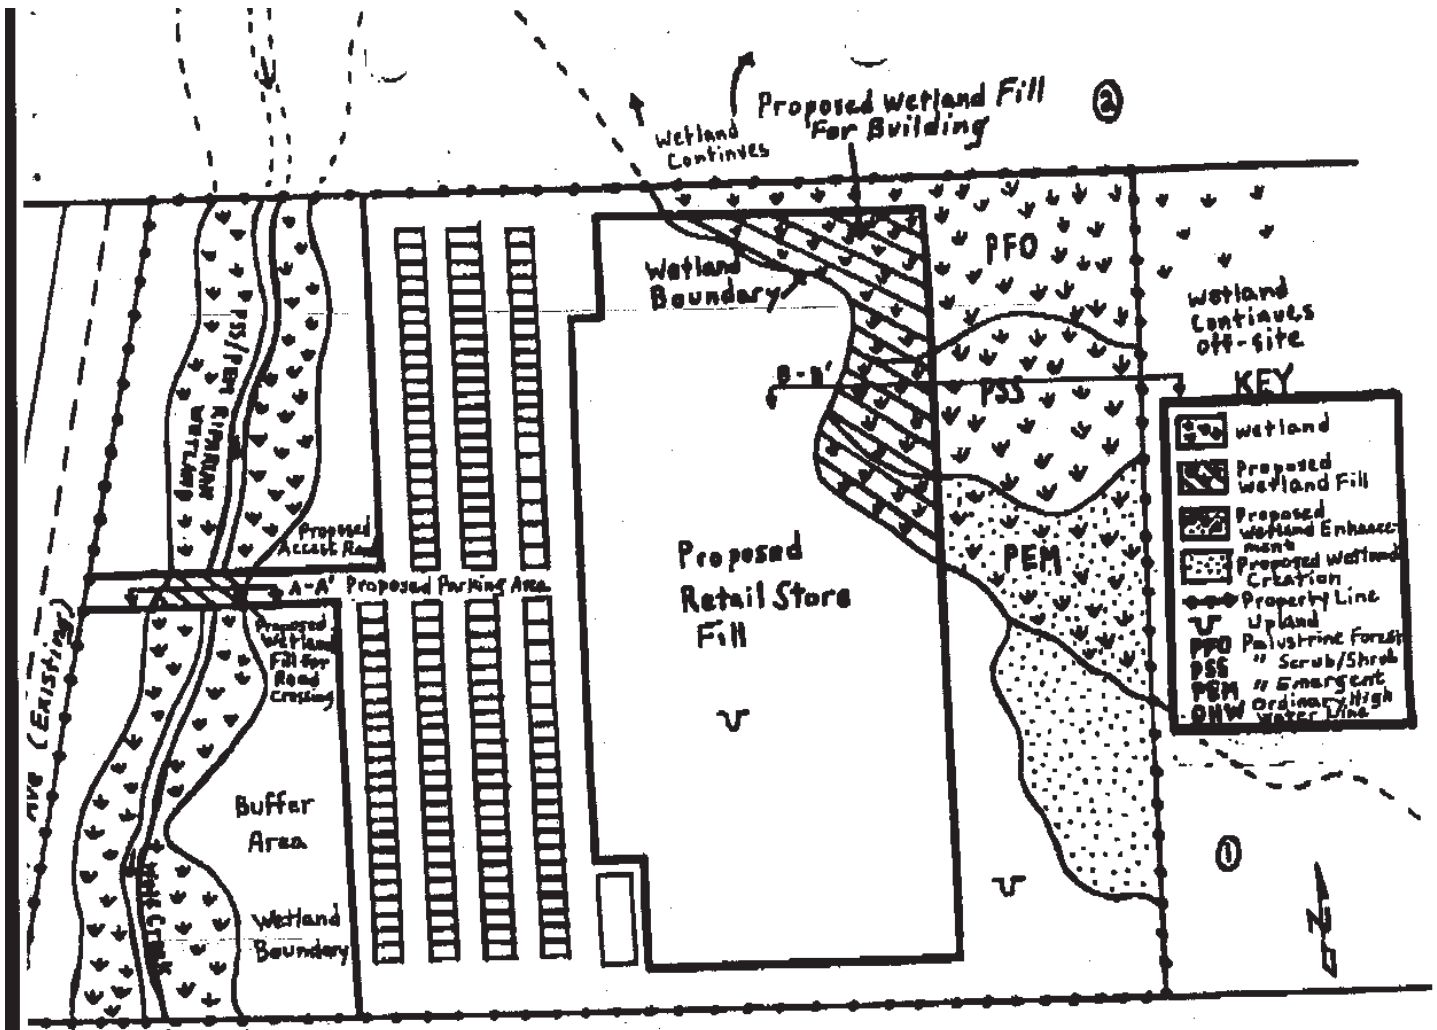 Proposed Wetland Fill
For Building
②
Wetland
Continues
PFO
Wetland
Boundary
Wetland
Continues
Off-site
PSS/PEM RIPARIAN
WETLAND
B-B'
PSS
KEY
Wetland
Proposed
Wetland Fill
Proposed
Wetland Enhance-
ment
Proposed Wetland
Creation
Property Line
Upland
PFO Palustrine Forest
PSS " Scrub/Shrub
PEM " Emergent
OHW Ordinary High
Water Line
Proposed
Access Road
PEM
Proposed
Retail Store
Fill
A-A'
Proposed Parking Area
Proposed
Wetland
Fill For
Road
Crossing
Ave (Existing)
Buffer
Area
①
Wetland
Boundary
Creek
N